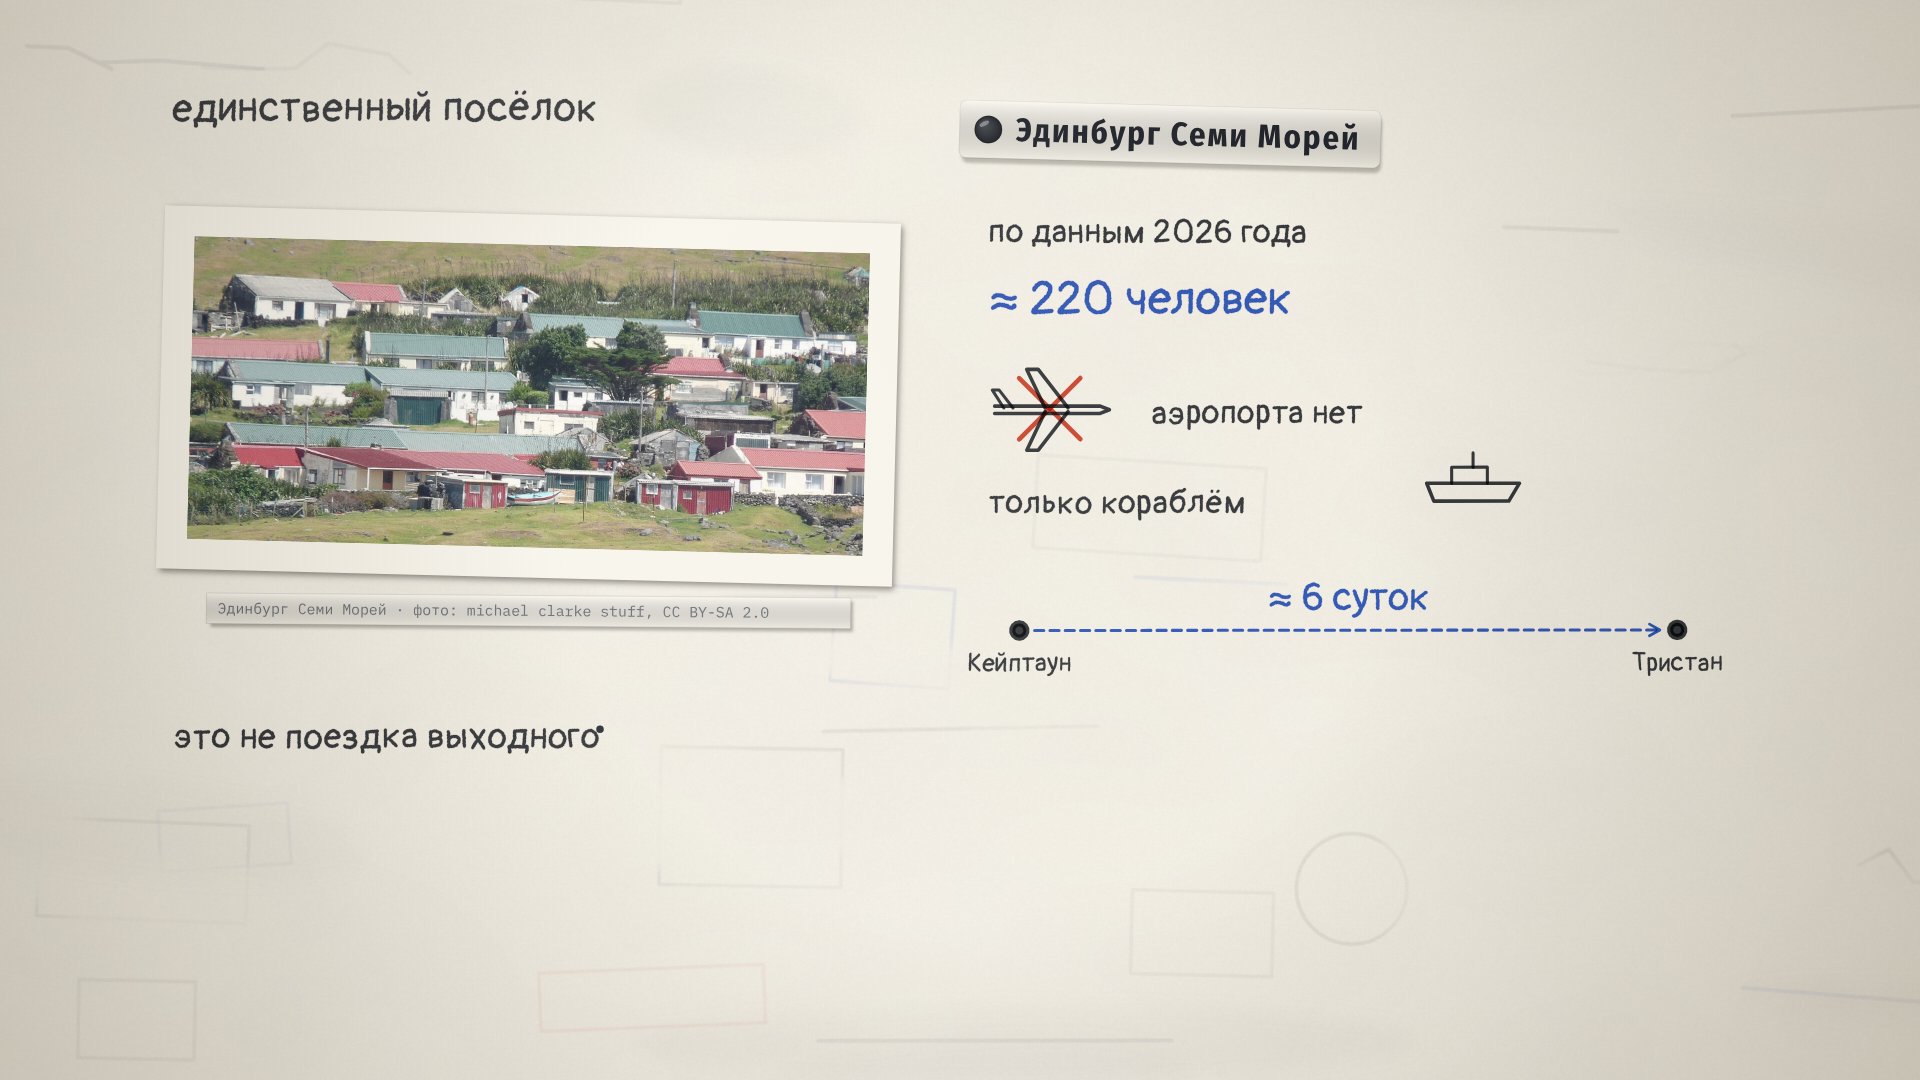 единственный посёлок
Эдинбург Семи Морей · фото: michael clarke stuff, CC BY-SA 2.0
это не поездка выходного
Эдинбург Семи Морей
по данным 2026 года
≈ 220 человек
аэропорта нет
только кораблём
≈ 6 суток
Кейптаун
Тристан